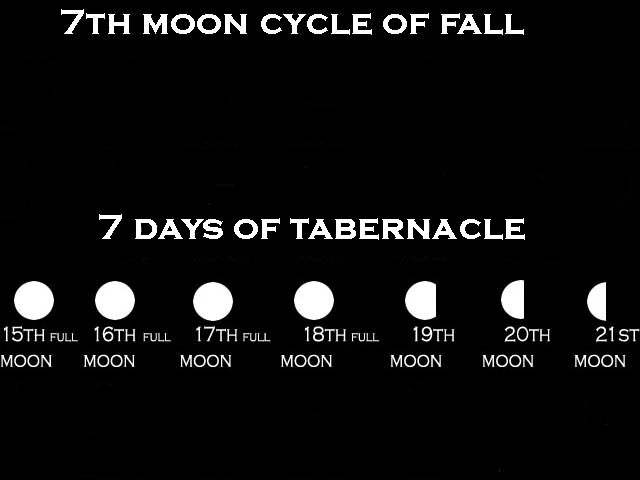 7TH MOON CYCLE OF FALL
7 DAYS OF TABERNACLE
15TH FULL 16TH FULL 17TH FULL 18TH FULL 19TH 20TH 21ST
MOON MOON MOON MOON MOON MOON MOON